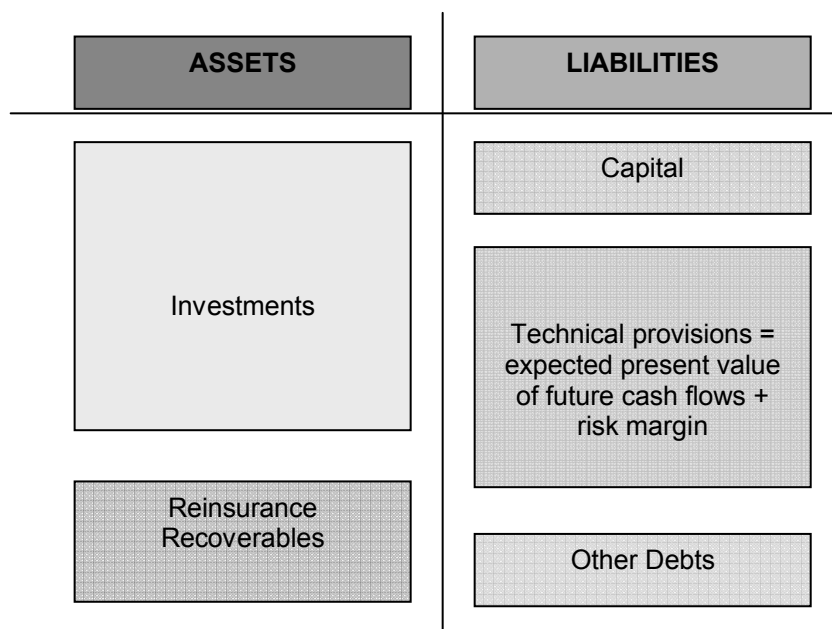 ASSETS
LIABILITIES
Investments
Reinsurance
Recoverables
Capital
Technical provisions =
expected present value
of future cash flows +
risk margin
Other Debts